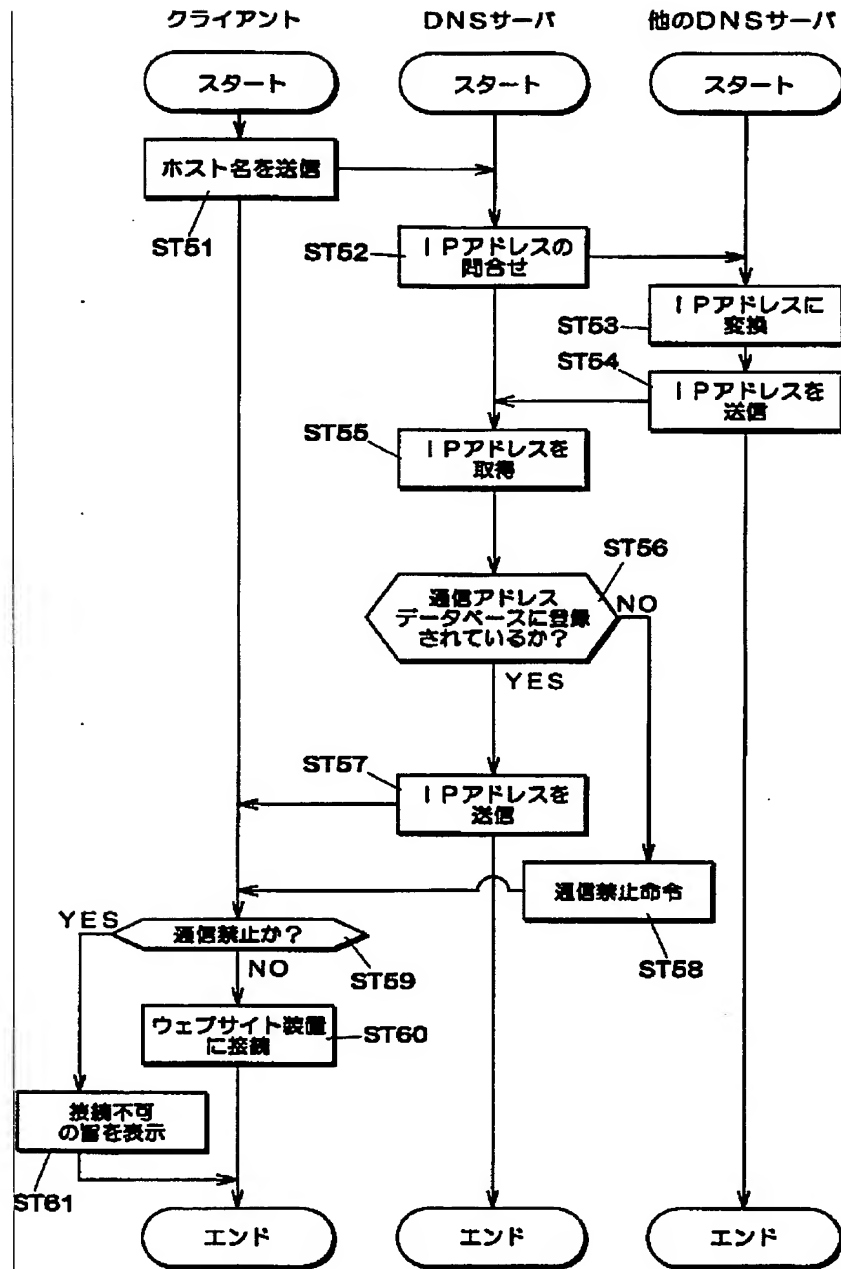 クライアント
DNSサーバ
他のDNSサーバ
スタート
スタート
スタート
ホスト名を送信
ST51
ST52
IPアドレスの
問合せ
ST53
IPアドレスに
変換
ST54
IPアドレスを
送信
ST55
IPアドレスを
取得
ST56
通信アドレス
データベースに登録
されているか?
NO
YES
ST57
IPアドレスを
送信
通信禁止命令
ST58
YES
通信禁止か?
ST59
NO
ウェブサイト装置
に接続
ST60
接続不可
の旨を表示
ST61
エンド
エンド
エンド